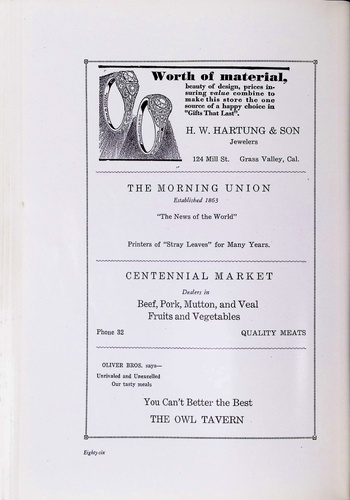 Worth of material,
beauty of design, prices in-
suring value combine to
make this store the one
source of a happy choice in
"Gifts That Last".
H. W. HARTUNG & SON
Jewelers
124 Mill St. Grass Valley, Cal.
THE MORNING UNION
Established 1863
"The News of the World"
Printers of "Stray Leaves" for Many Years.
CENTENNIAL MARKET
Dealers in
Beef, Pork, Mutton, and Veal
Fruits and Vegetables
Phone 32 QUALITY MEATS
OLIVER BROS. says—
Unrivaled and Unexcelled
Our tasty meals
You Can't Better the Best
THE OWL TAVERN
Eighty-six